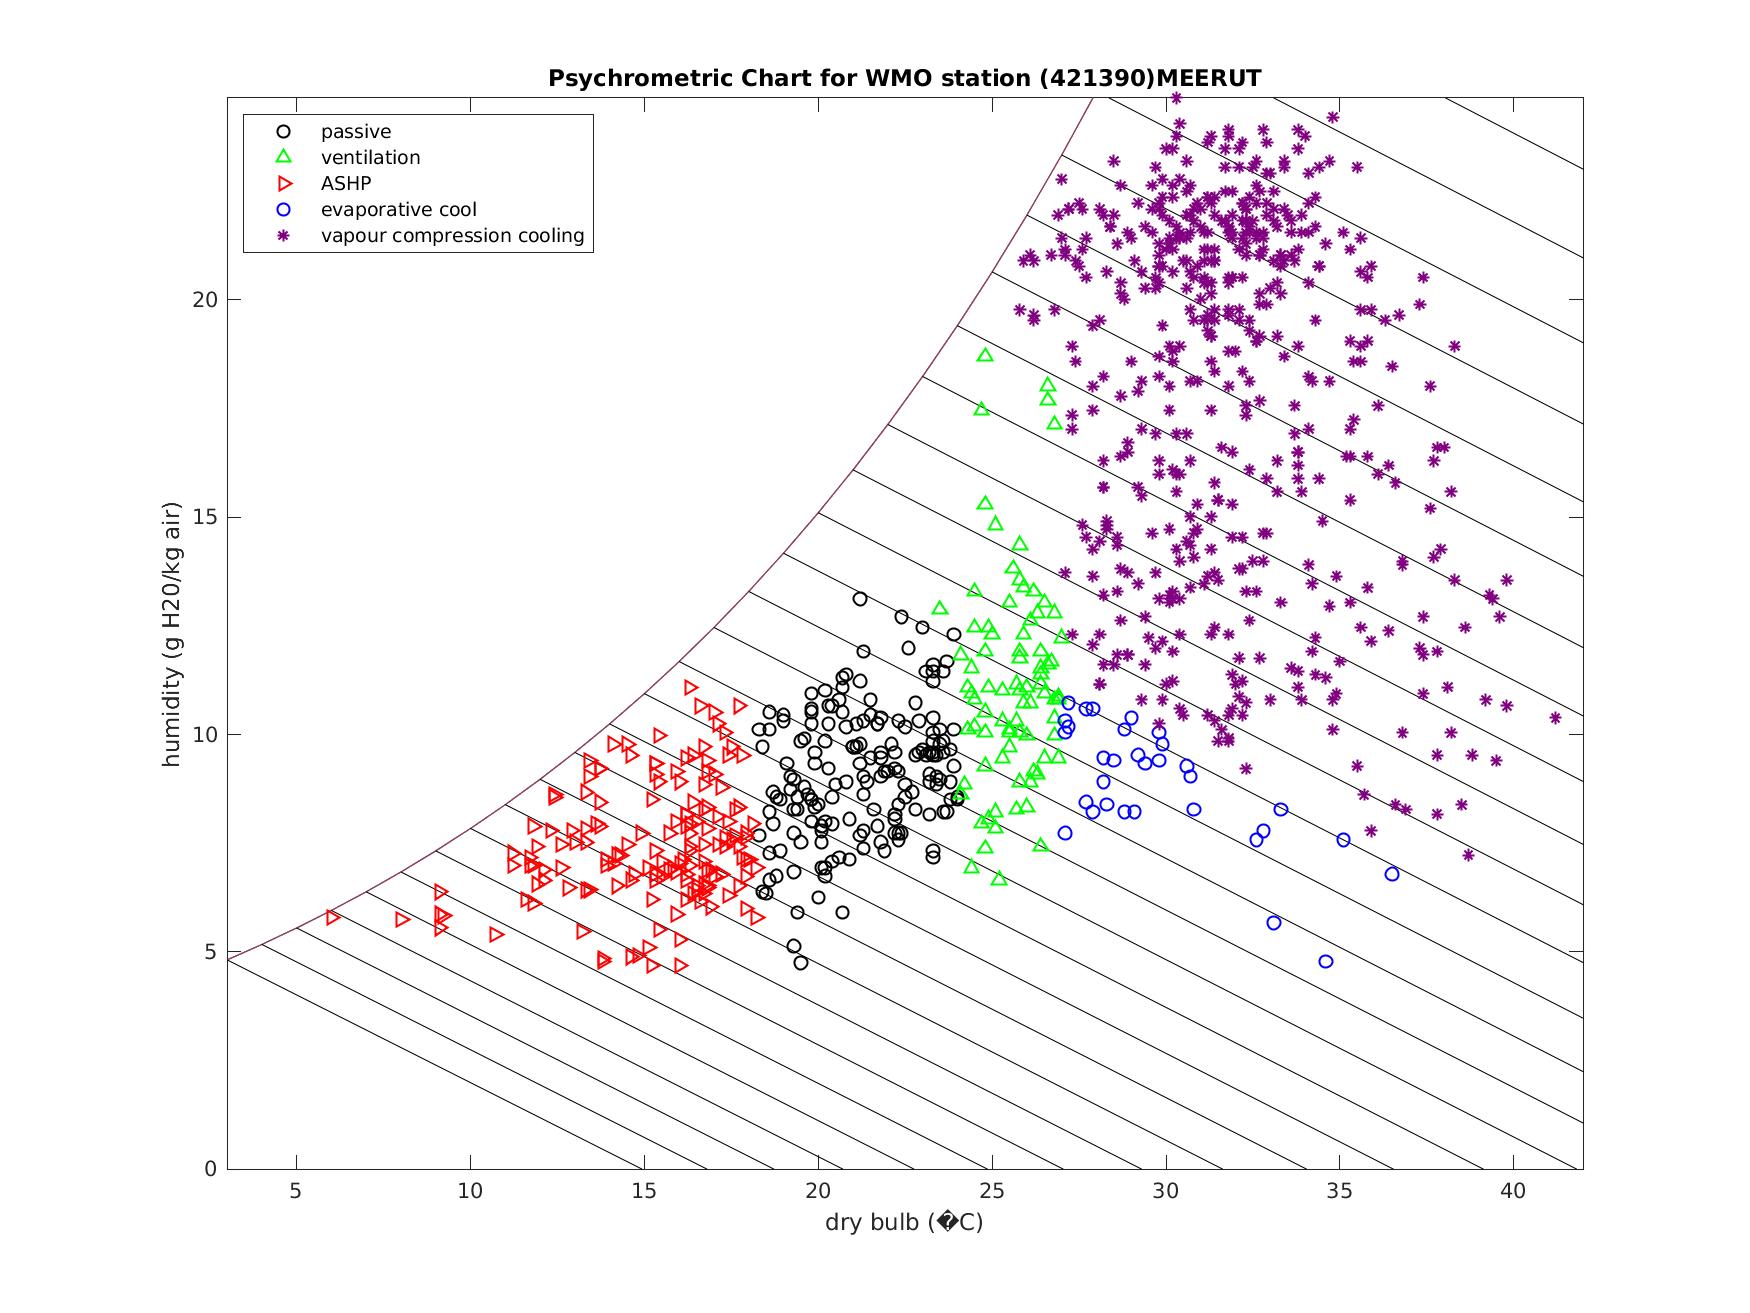 Psychrometric Chart for WMO station (421390)MEERUT
passive
ventilation
ASHP
evaporative cool
vapour compression cooling
humidity (g H20/kg air)
20
15
10
5
0
5 10 15 20 25 30 35 40
dry bulb (�C)